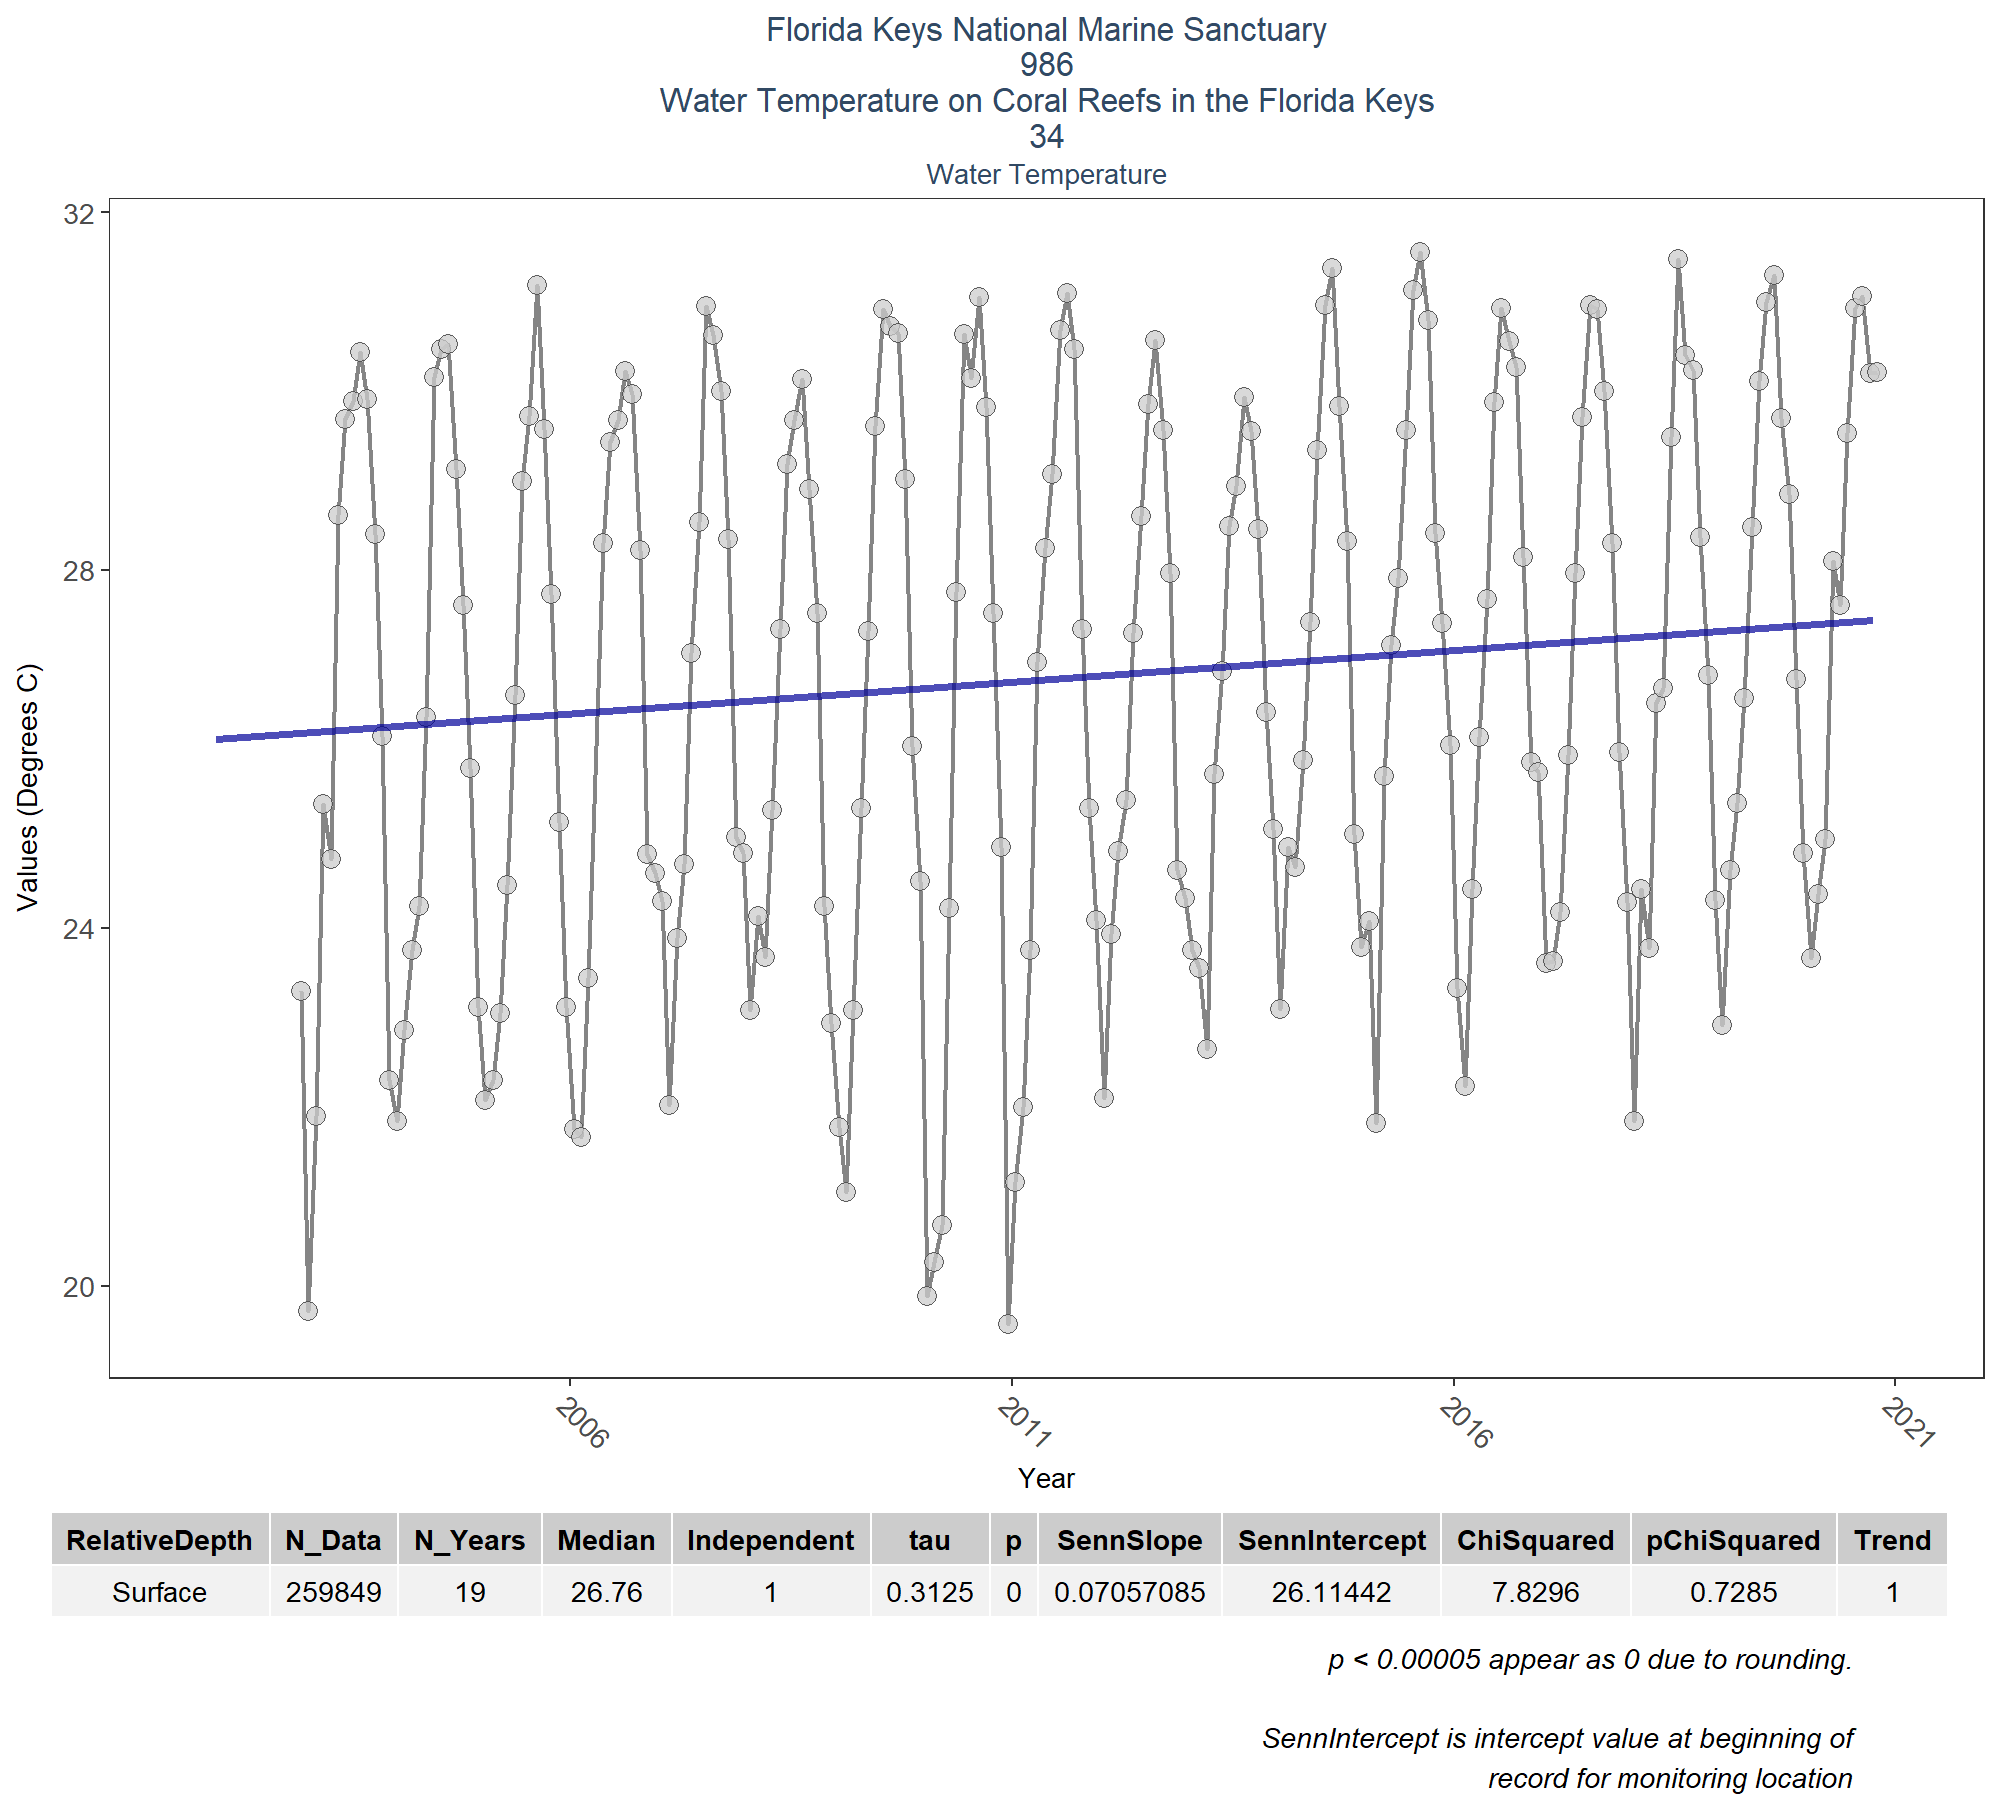 Florida Keys National Marine Sanctuary
986
Water Temperature on Coral Reefs in the Florida Keys
34
Water Temperature
32
28
24
20
Values (Degrees C)
2006 2011 2016 2021
Year
RelativeDepth N_Data N_Years Median Independent tau p SennSlope SennIntercept ChiSquared pChiSquared Trend
Surface 259849 19 26.76 1 0.3125 0 0.07057085 26.11442 7.8296 0.7285 1
p < 0.00005 appear as 0 due to rounding.
SennIntercept is intercept value at beginning of
record for monitoring location